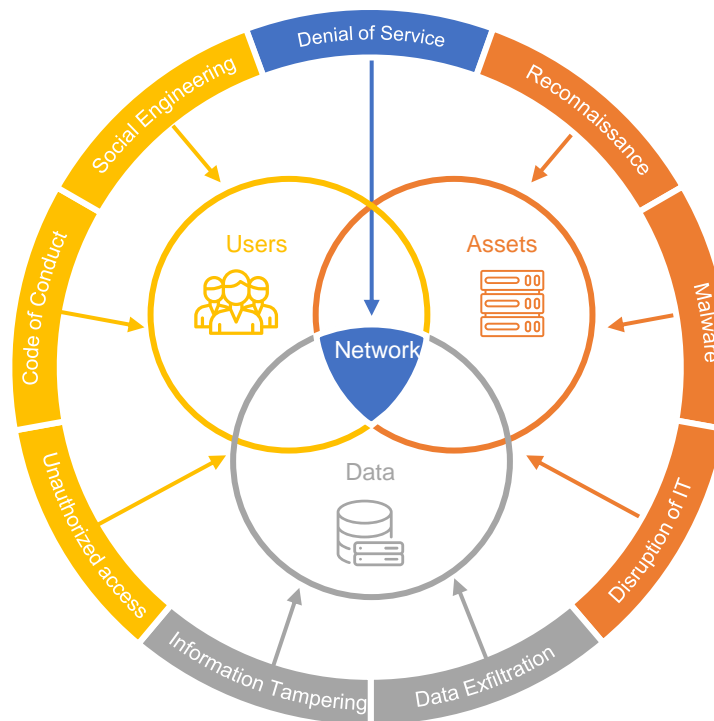 Denial of Service
Reconnaissance
Malware
Disruption of IT
Data Exfiltration
Information Tampering
Unauthorized access
Code of Conduct
Social Engineering
Users
Assets
Network
Data